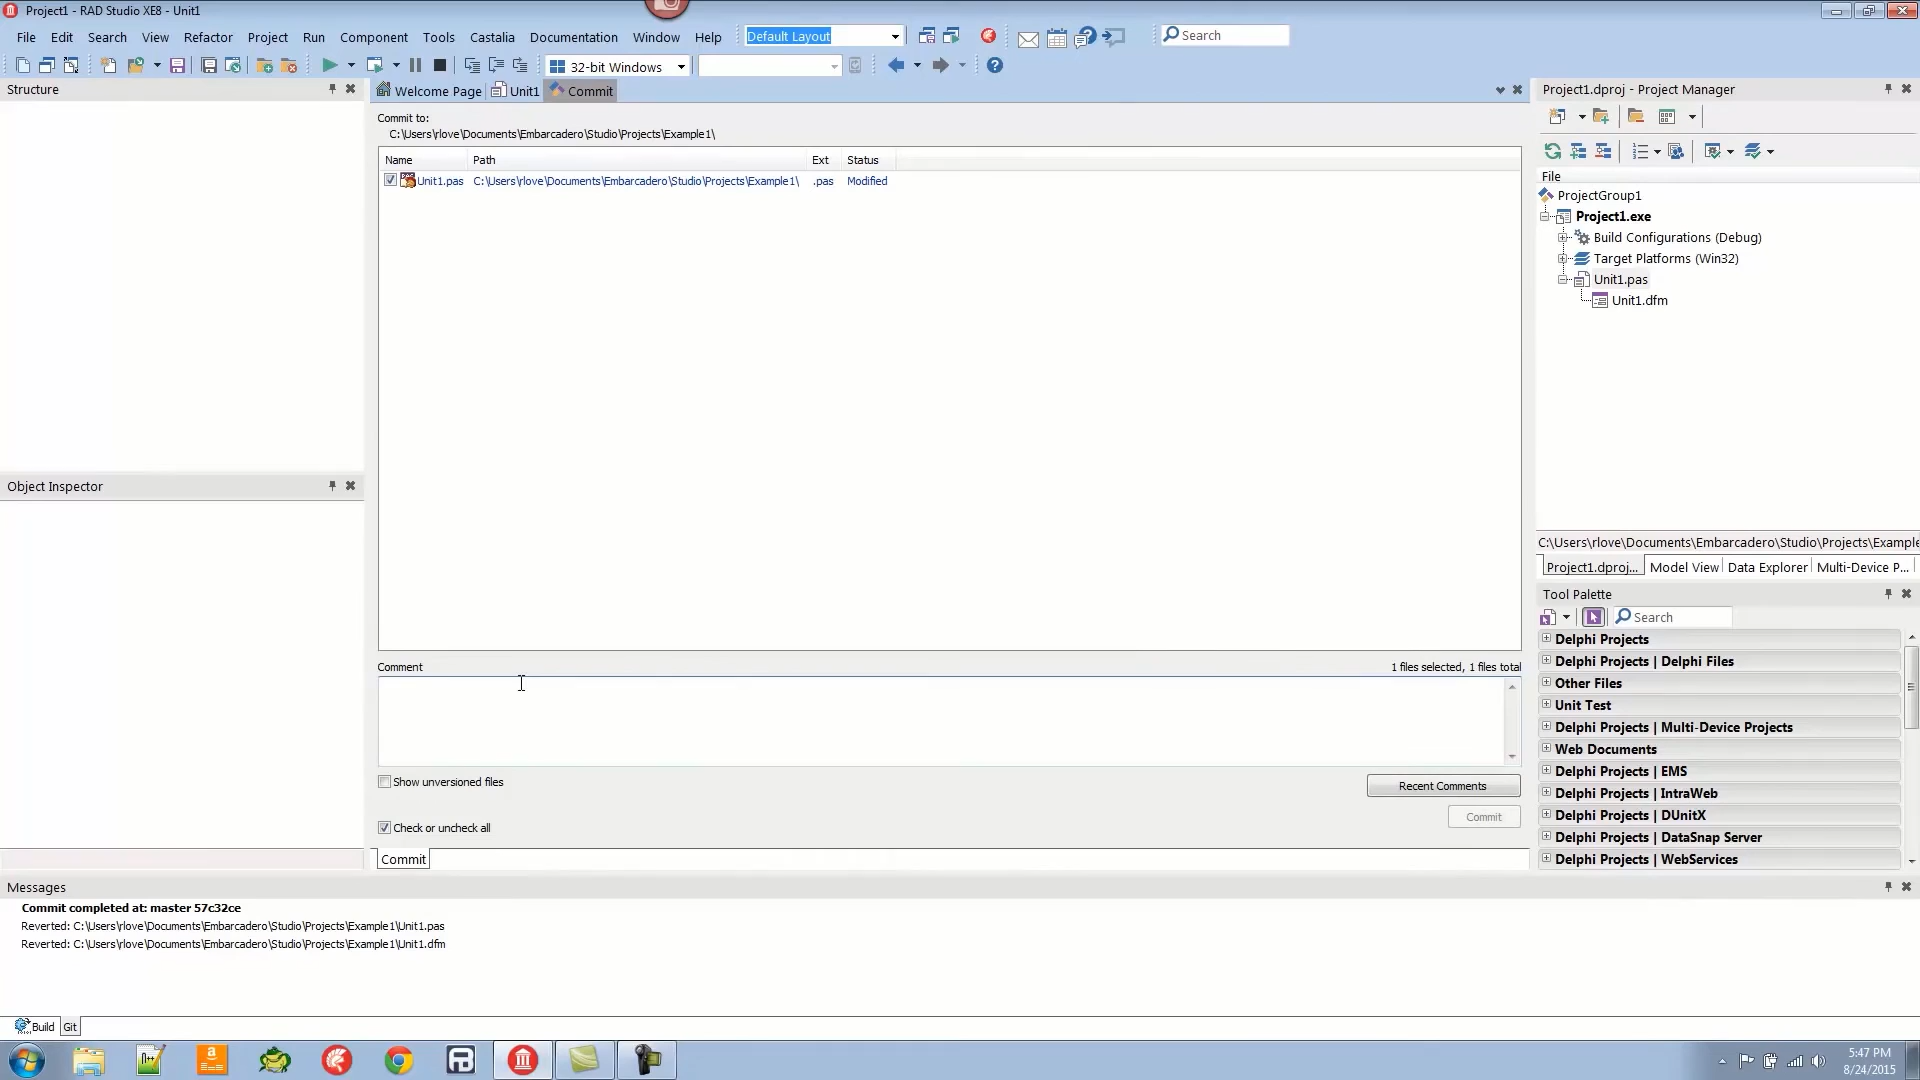 Project1 - RAD Studio XE8 - Unit1
File Edit Search View Refactor Project Run Component Tools Castalia Documentation Window Help Default Layout Search
32-bit Windows
Structure
Welcome Page Unit1 Commit
Commit to:
C:\Users\rlove\Documents\Embarcadero\Studio\Projects\Example1\
Name Path Ext Status
Unit1.pas C:\Users\rlove\Documents\Embarcadero\Studio\Projects\Example1\ .pas Modified
Object Inspector
Comment 1 files selected, 1 files total
Show unversioned files
Recent Comments
Commit
Check or uncheck all
Commit
Project1.dproj - Project Manager
File
ProjectGroup1
Project1.exe
Build Configurations (Debug)
Target Platforms (Win32)
Unit1.pas
Unit1.dfm
C:\Users\rlove\Documents\Embarcadero\Studio\Projects\Example
Project1.dproj... Model View Data Explorer Multi-Device P...
Tool Palette
Search
Delphi Projects
Delphi Projects | Delphi Files
Other Files
Unit Test
Delphi Projects | Multi-Device Projects
Web Documents
Delphi Projects | EMS
Delphi Projects | IntraWeb
Delphi Projects | DUnitX
Delphi Projects | DataSnap Server
Delphi Projects | WebServices
Messages
Commit completed at: master 57c32ce
Reverted: C:\Users\rlove\Documents\Embarcadero\Studio\Projects\Example1\Unit1.pas
Reverted: C:\Users\rlove\Documents\Embarcadero\Studio\Projects\Example1\Unit1.dfm
Build Git
5:47 PM
8/24/2015